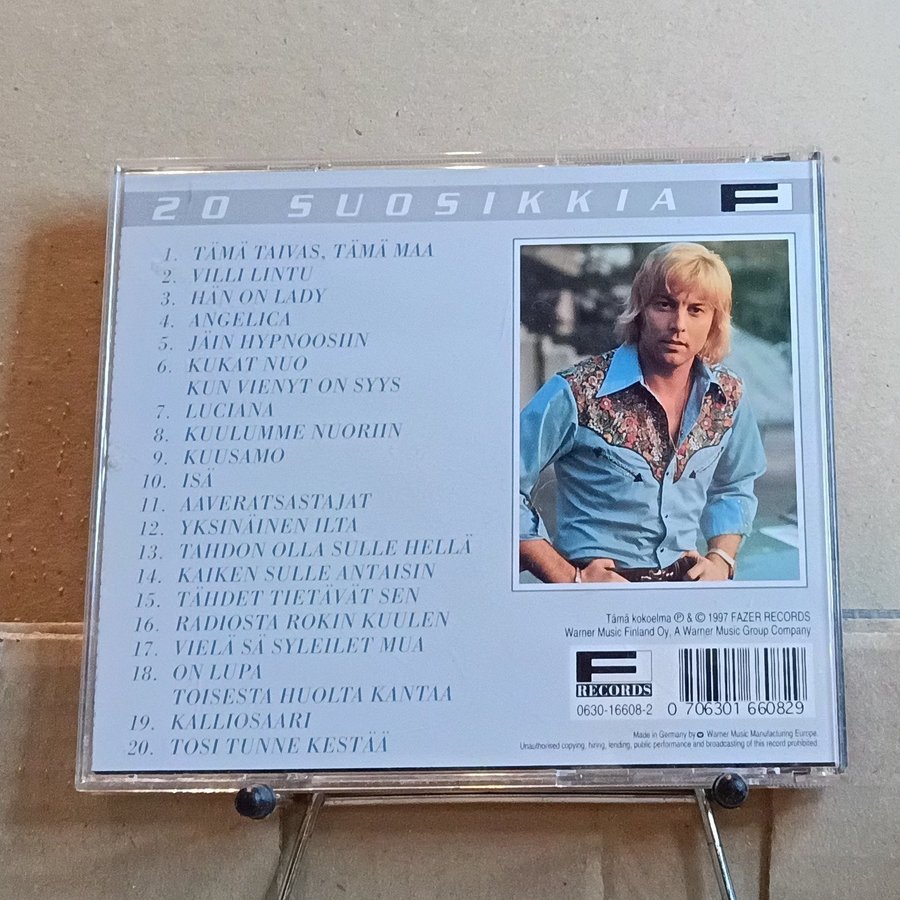 20 SUOSIKKIA F
1. TÄMÄ TAIVAS, TÄMÄ MAA
2. VILLI LINTU
3. HÄN ON LADY
4. ANGELICA
5. JÄIN HYPNOOSIIN
6. KUKAT NUO
KUN VIENYT ON SYYS
7. LUCIANA
8. KUULUMME NUORIIN
9. KUUSAMO
10. ISÄ
11. AAVERATSASTAJAT
12. YKSINÄINEN ILTA
13. TAHDON OLLA SULLE HELLÄ
14. KAIKEN SULLE ANTAISIN
15. TÄHDET TIETÄVÄT SEN
16. RADIOSTA ROKIN KUULEN
17. VIELÄ SÄ SYLEILET MUA
18. ON LUPA
TOISESTA HUOLTA KANTAA
19. KALLIOSAARI
20. TOSI TUNNE KESTÄÄ
Tämä kokoelma ℗ & © 1997 FAZER RECORDS
Warner Music Finland Oy, A Warner Music Group Company
F
RECORDS
0630-16608-2
0 706301 660829
Made in Germany by Warner Music Manufacturing Europe.
Unauthorised copying, hiring, lending, public performance and broadcasting of this record prohibited.